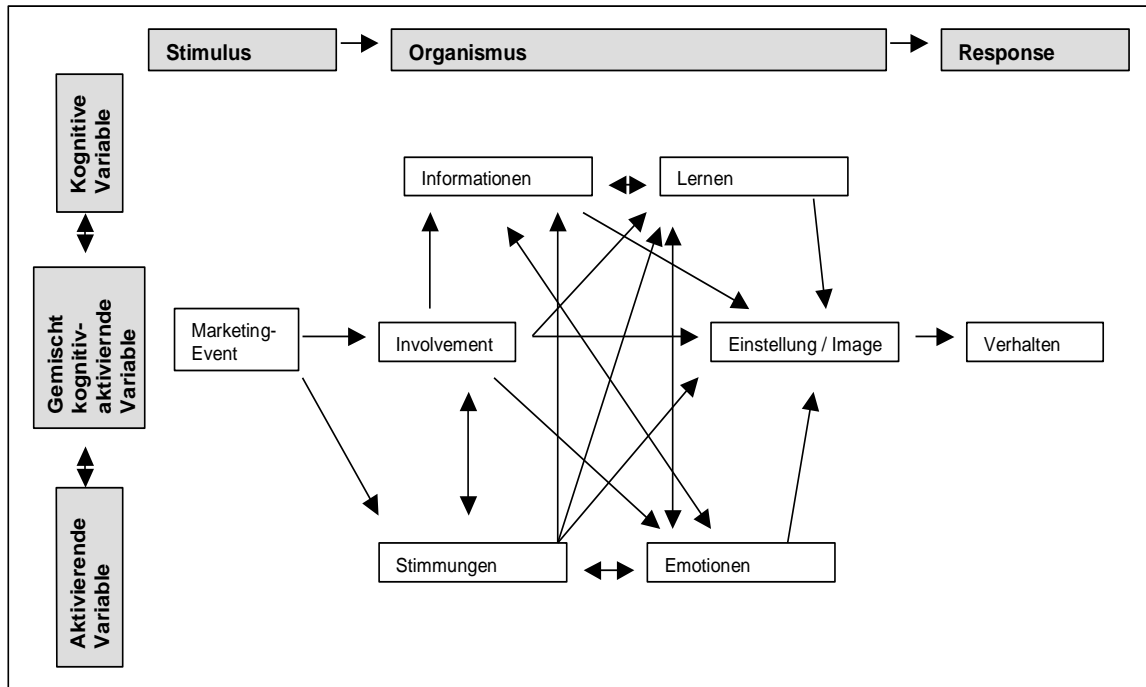 Stimulus
Organismus
Response
Kognitive
Variable
Informationen
Lernen
Gemischt
kognitiv-
aktiviernde
Variable
Marketing-
Event
Involvement
Einstellung / Image
Verhalten
Aktivierende
Variable
Stimmungen
Emotionen